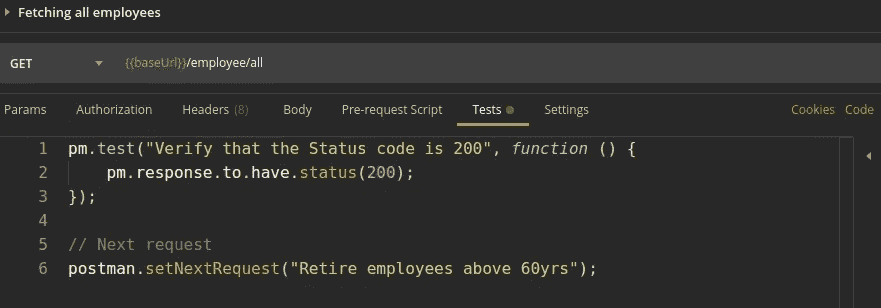 Fetching all employees
GET {{baseUrl}}/employee/all
Params Authorization Headers (8) Body Pre-request Script Tests Settings Cookies Code
1 pm.test("Verify that the Status code is 200", function () {
2 pm.response.to.have.status(200);
3 });
4
5 // Next request
6 postman.setNextRequest("Retire employees above 60yrs");